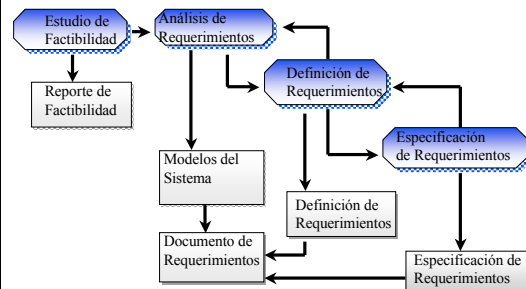 Estudio de
Factibilidad
Análisis de
Requerimientos
Reporte de
Factibilidad
Definición de
Requerimientos
Especificación
de Requerimientos
Modelos del
Sistema
Definición de
Requerimientos
Documento de
Requerimientos
Especificación de
Requerimientos